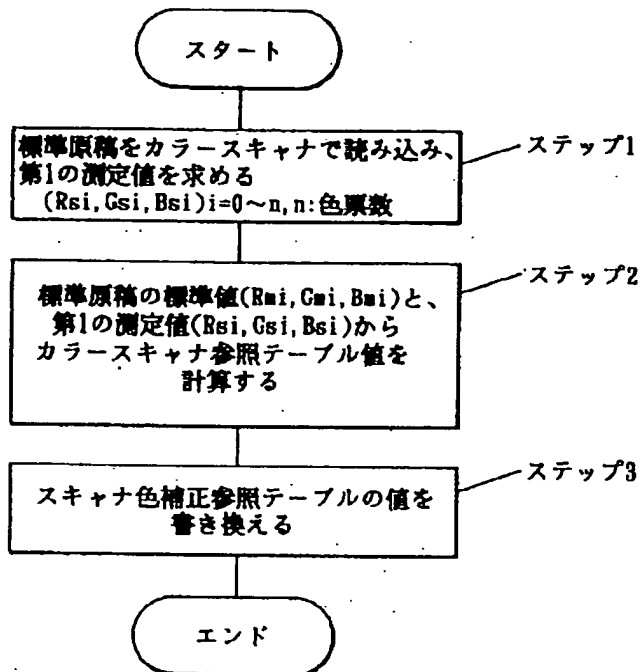 スタート
標準原稿をカラースキャナで読み込み、
ステップ1
第1の測定値を求める
(Rsi,Gsi,Bsi)i=0~n,n:色票数
ステップ2
標準原稿の標準値(Rmi,Gmi,Bmi)と、
第1の測定値(Rsi,Gsi,Bsi)から
カラースキャナ参照テーブル値を
計算する
ステップ3
スキャナ色補正参照テーブルの値を
書き換える
エンド